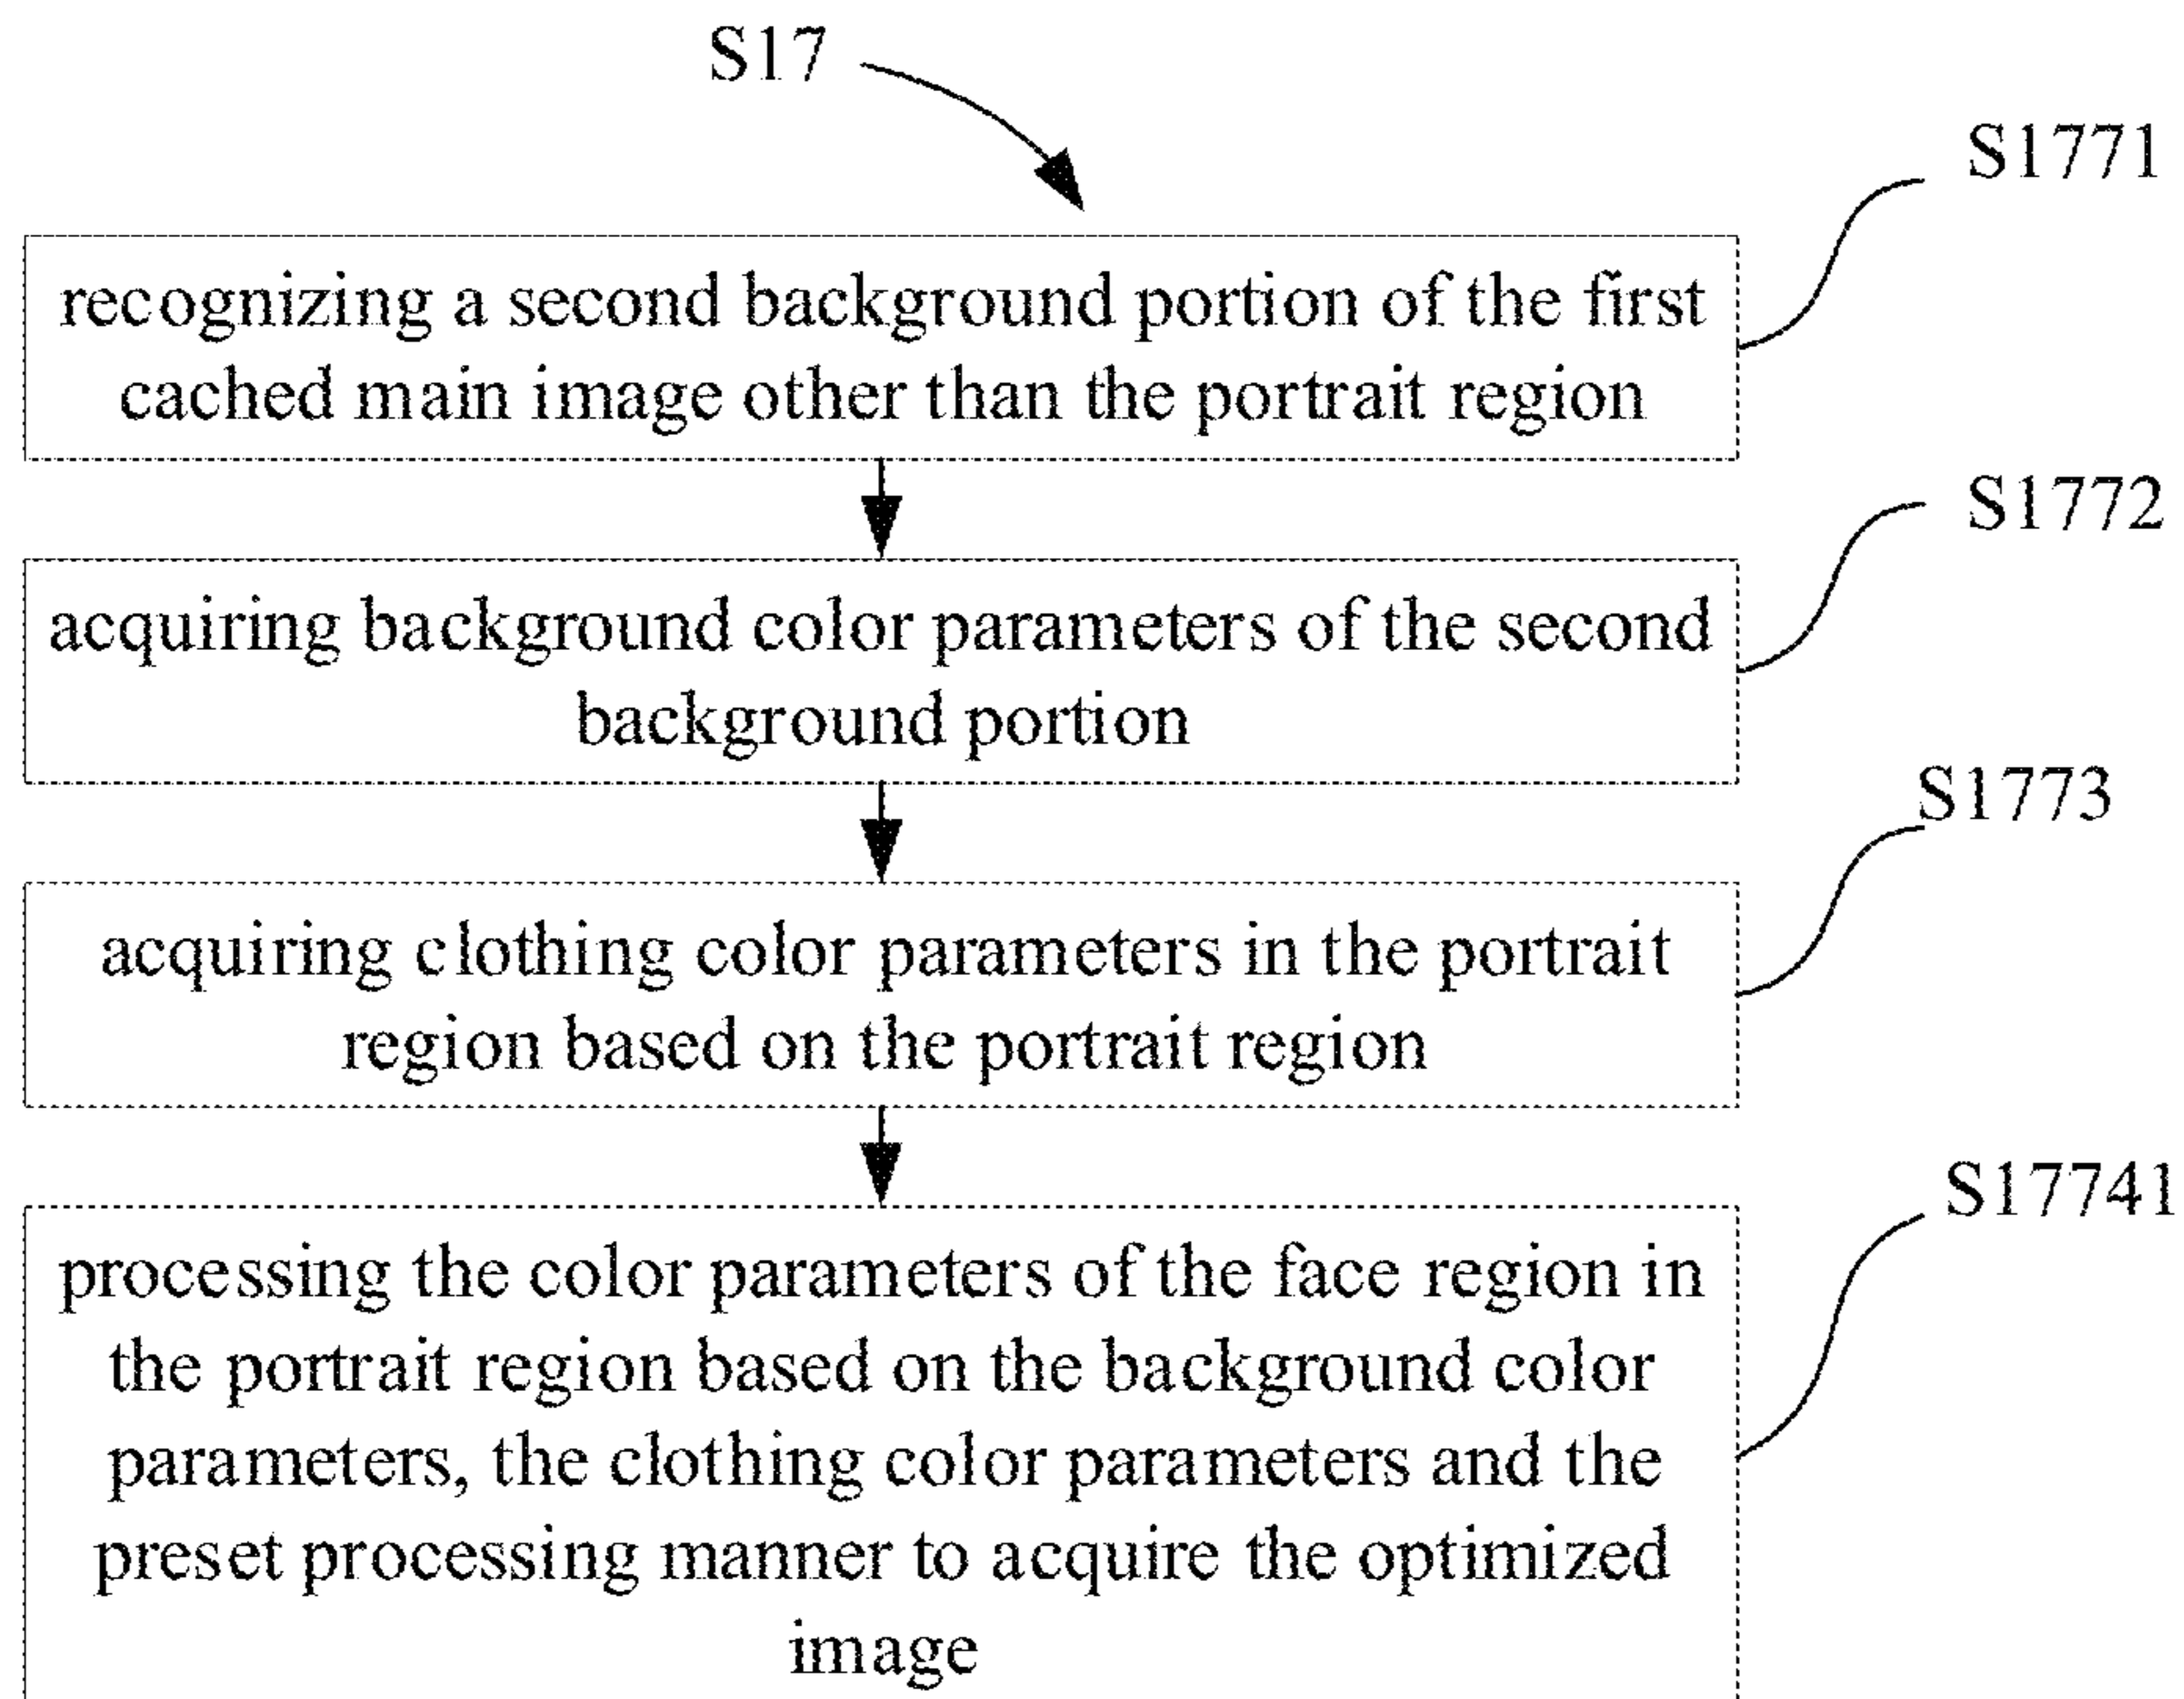 S17
S1771
recognizing a second background portion of the first
cached main image other than the portrait region
S1772
acquiring background color parameters of the second
background portion
S1773
acquiring clothing color parameters in the portrait
region based on the portrait region
S17741
processing the color parameters of the face region in
the portrait region based on the background color
parameters, the clothing color parameters and the
preset processing manner to acquire the optimized
image